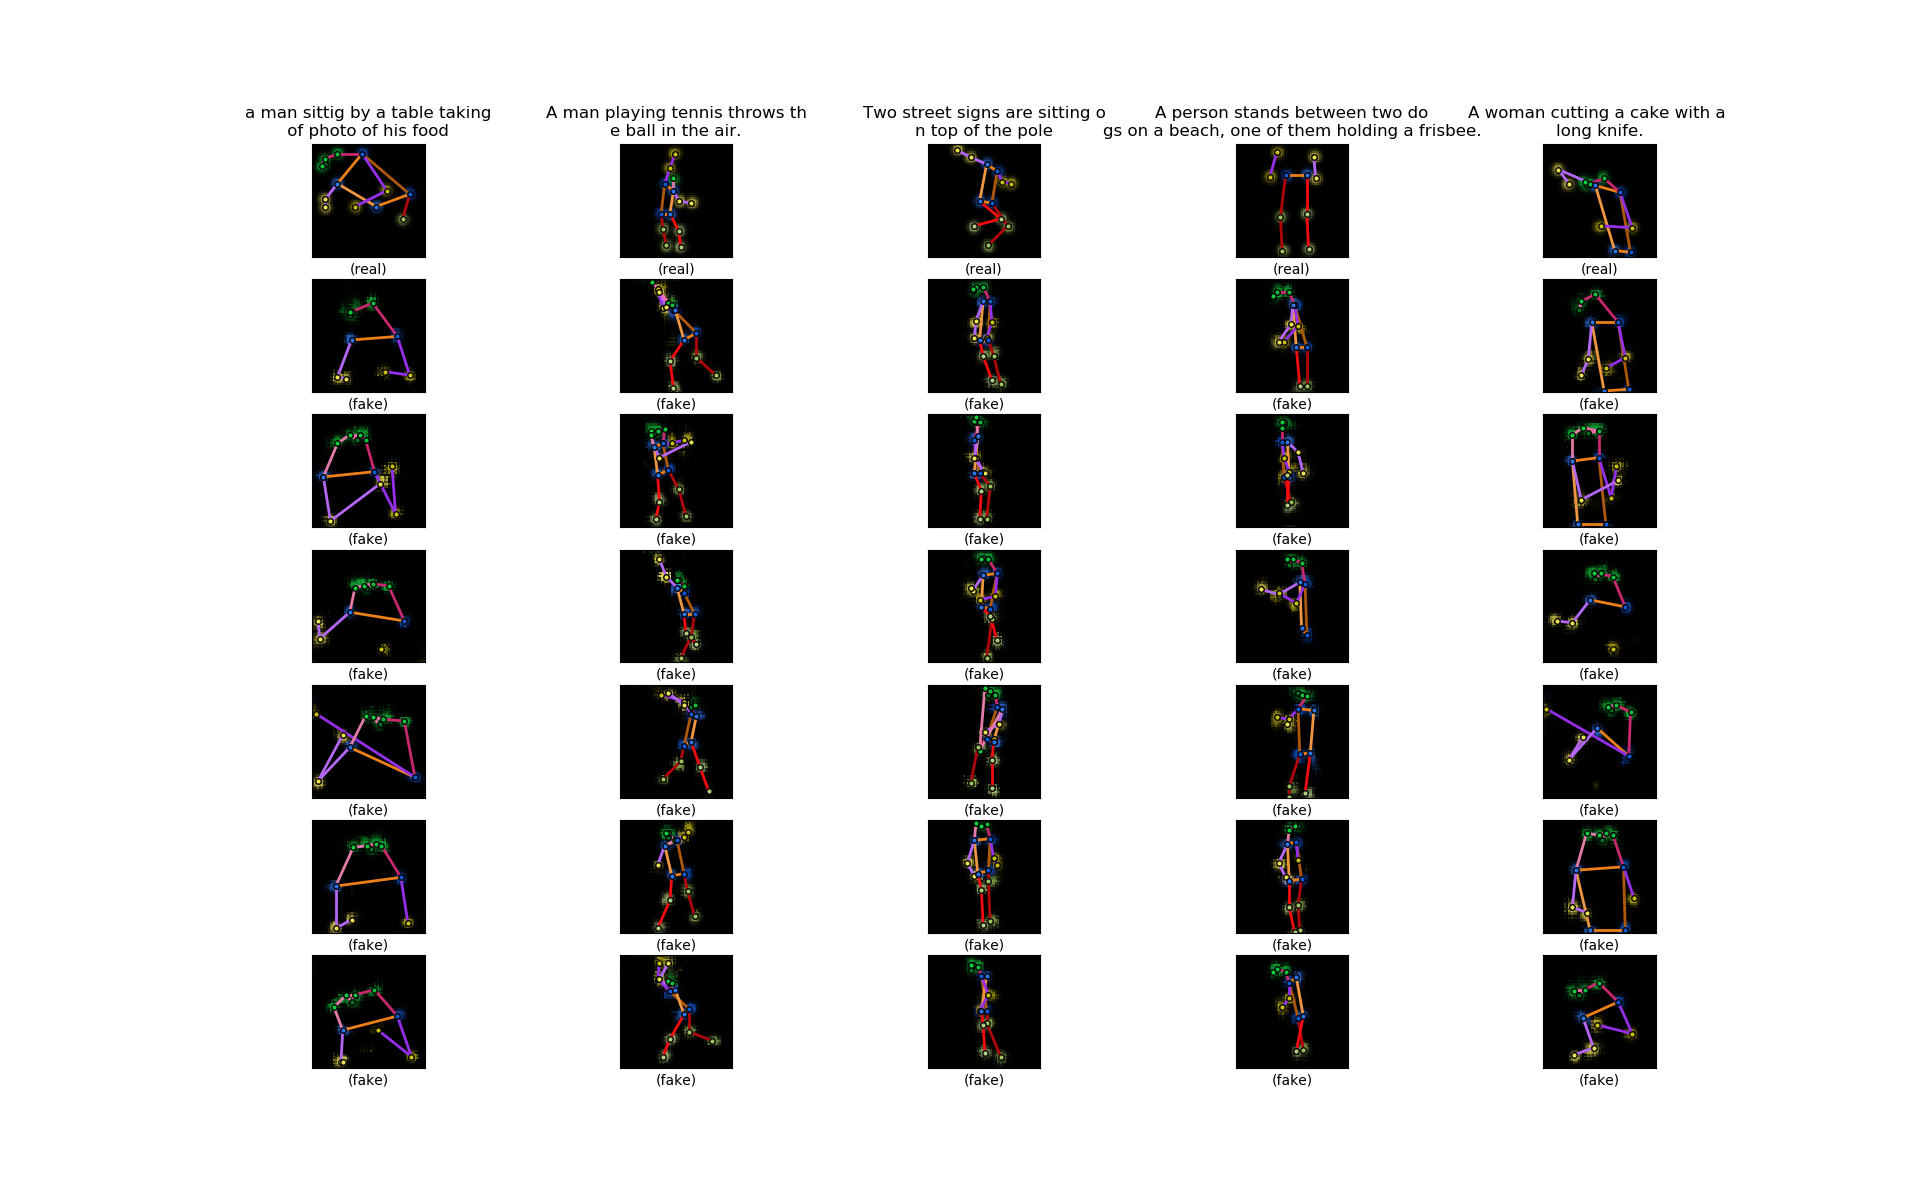 a man sittig by a table taking
of photo of his food
A man playing tennis throws th
e ball in the air.
Two street signs are sitting o
n top of the pole
A person stands between two do
gs on a beach, one of them holding a frisbee.
A woman cutting a cake with a
long knife.
(real) (real) (real) (real) (real)
(fake) (fake) (fake) (fake) (fake)
(fake) (fake) (fake) (fake) (fake)
(fake) (fake) (fake) (fake) (fake)
(fake) (fake) (fake) (fake) (fake)
(fake) (fake) (fake) (fake) (fake)
(fake) (fake) (fake) (fake) (fake)